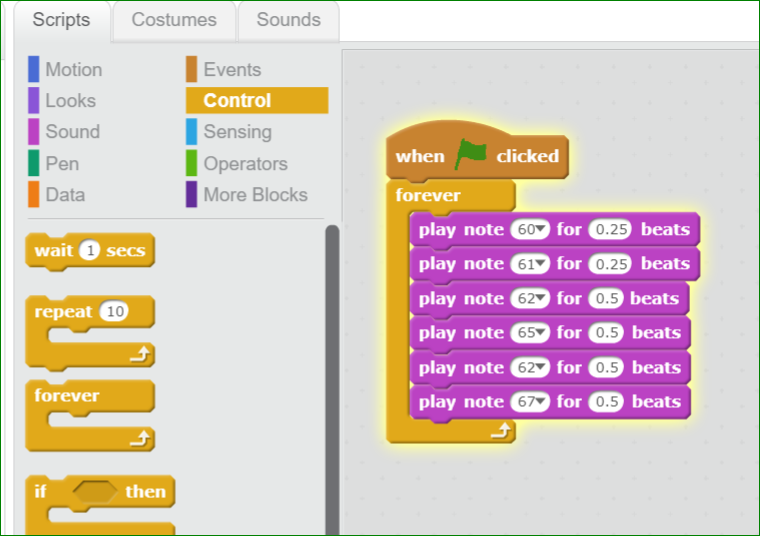 Scripts Costumes Sounds
Motion Events
Looks Control
Sound Sensing
Pen Operators
Data More Blocks
wait 1 secs
repeat 10
forever
if then
when clicked
forever
play note 60 for 0.25 beats
play note 61 for 0.25 beats
play note 62 for 0.5 beats
play note 65 for 0.5 beats
play note 62 for 0.5 beats
play note 67 for 0.5 beats